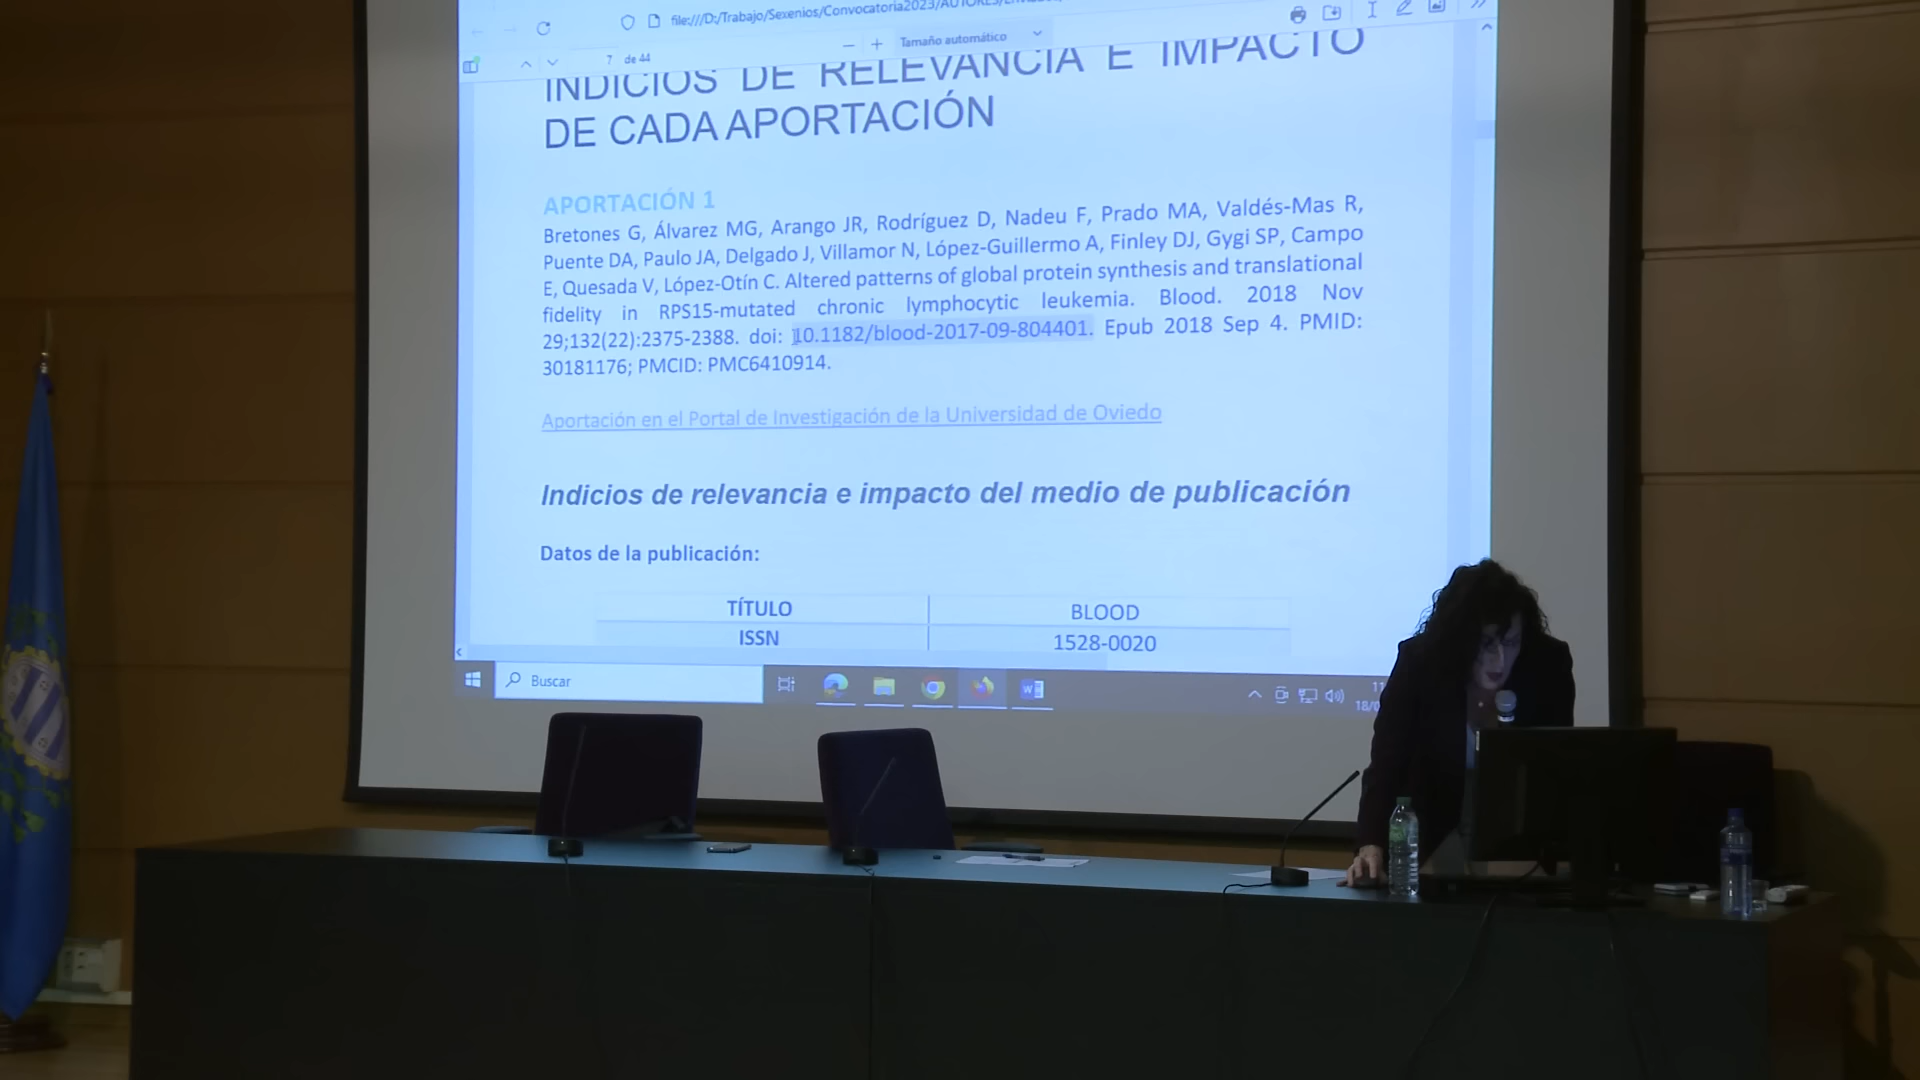 file:///D:/Trabajo/Sexenios/Convocatoria2023/AUTORES/
7 de 44
Tamaño automático
INDICIOS DE RELEVANCIA E IMPACTO
DE CADA APORTACIÓN
APORTACIÓN 1
Bretones G, Álvarez MG, Arango JR, Rodríguez D, Nadeu F, Prado MA, Valdés-Mas R,
Puente DA, Paulo JA, Delgado J, Villamor N, López-Guillermo A, Finley DJ, Gygi SP, Campo
E, Quesada V, López-Otín C. Altered patterns of global protein synthesis and translational
fidelity in RPS15-mutated chronic lymphocytic leukemia. Blood. 2018 Nov
29;132(22):2375-2388. doi: 10.1182/blood-2017-09-804401. Epub 2018 Sep 4. PMID:
30181176; PMCID: PMC6410914.
Aportación en el Portal de Investigación de la Universidad de Oviedo
Indicios de relevancia e impacto del medio de publicación
Datos de la publicación:
TÍTULO BLOOD
ISSN 1528-0020
Buscar
11
18/0